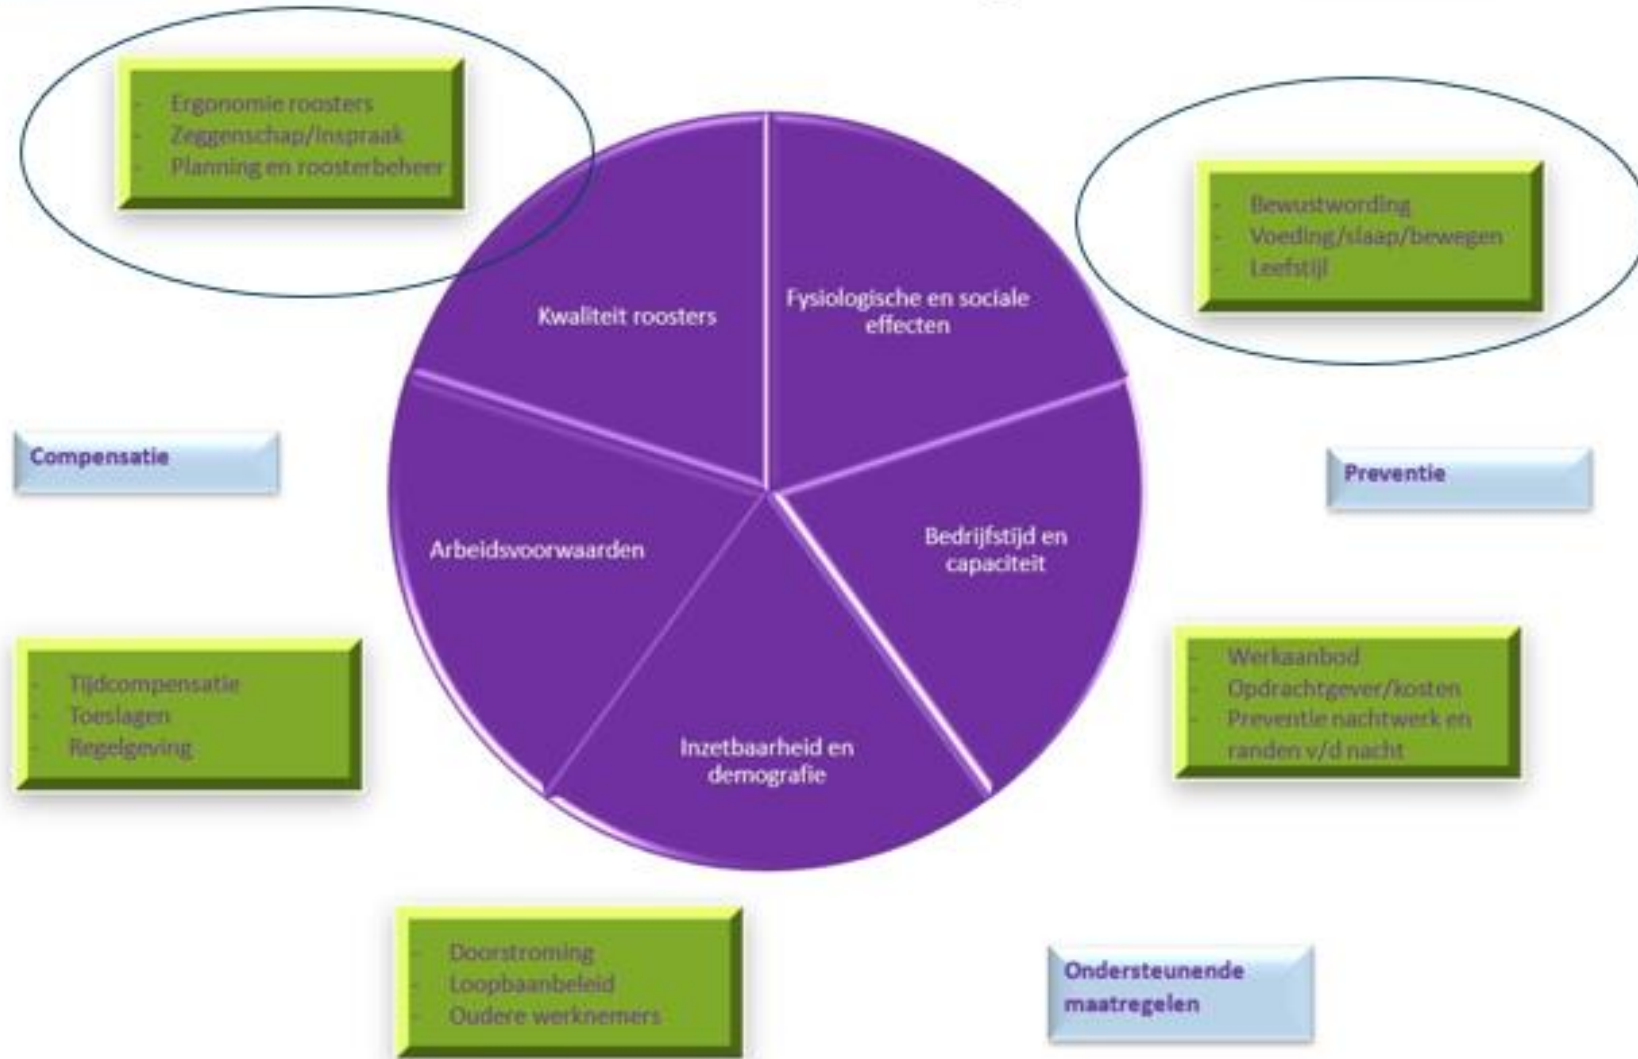 - Ergonomie roosters
- Zeggenschap/inspraak
- Planning en roosterbeheer
- Bewustwording
- Voeding/slaap/bewegen
- Leefstijl
Kwaliteit roosters
Fysiologische en sociale
effecten
Compensatie
Preventie
Arbeidsvoorwaarden
Bedrijfstijd en
capaciteit
- Tijdcompensatie
- Toeslagen
- Regelgeving
- Werkaanbod
- Opdrachtgever/kosten
- Preventie nachtwerk en
randen v/d nacht
Inzetbaarheid en
demografie
- Doorstroming
- Loopbaanbeleid
- Oudere werknemers
Ondersteunende
maatregelen